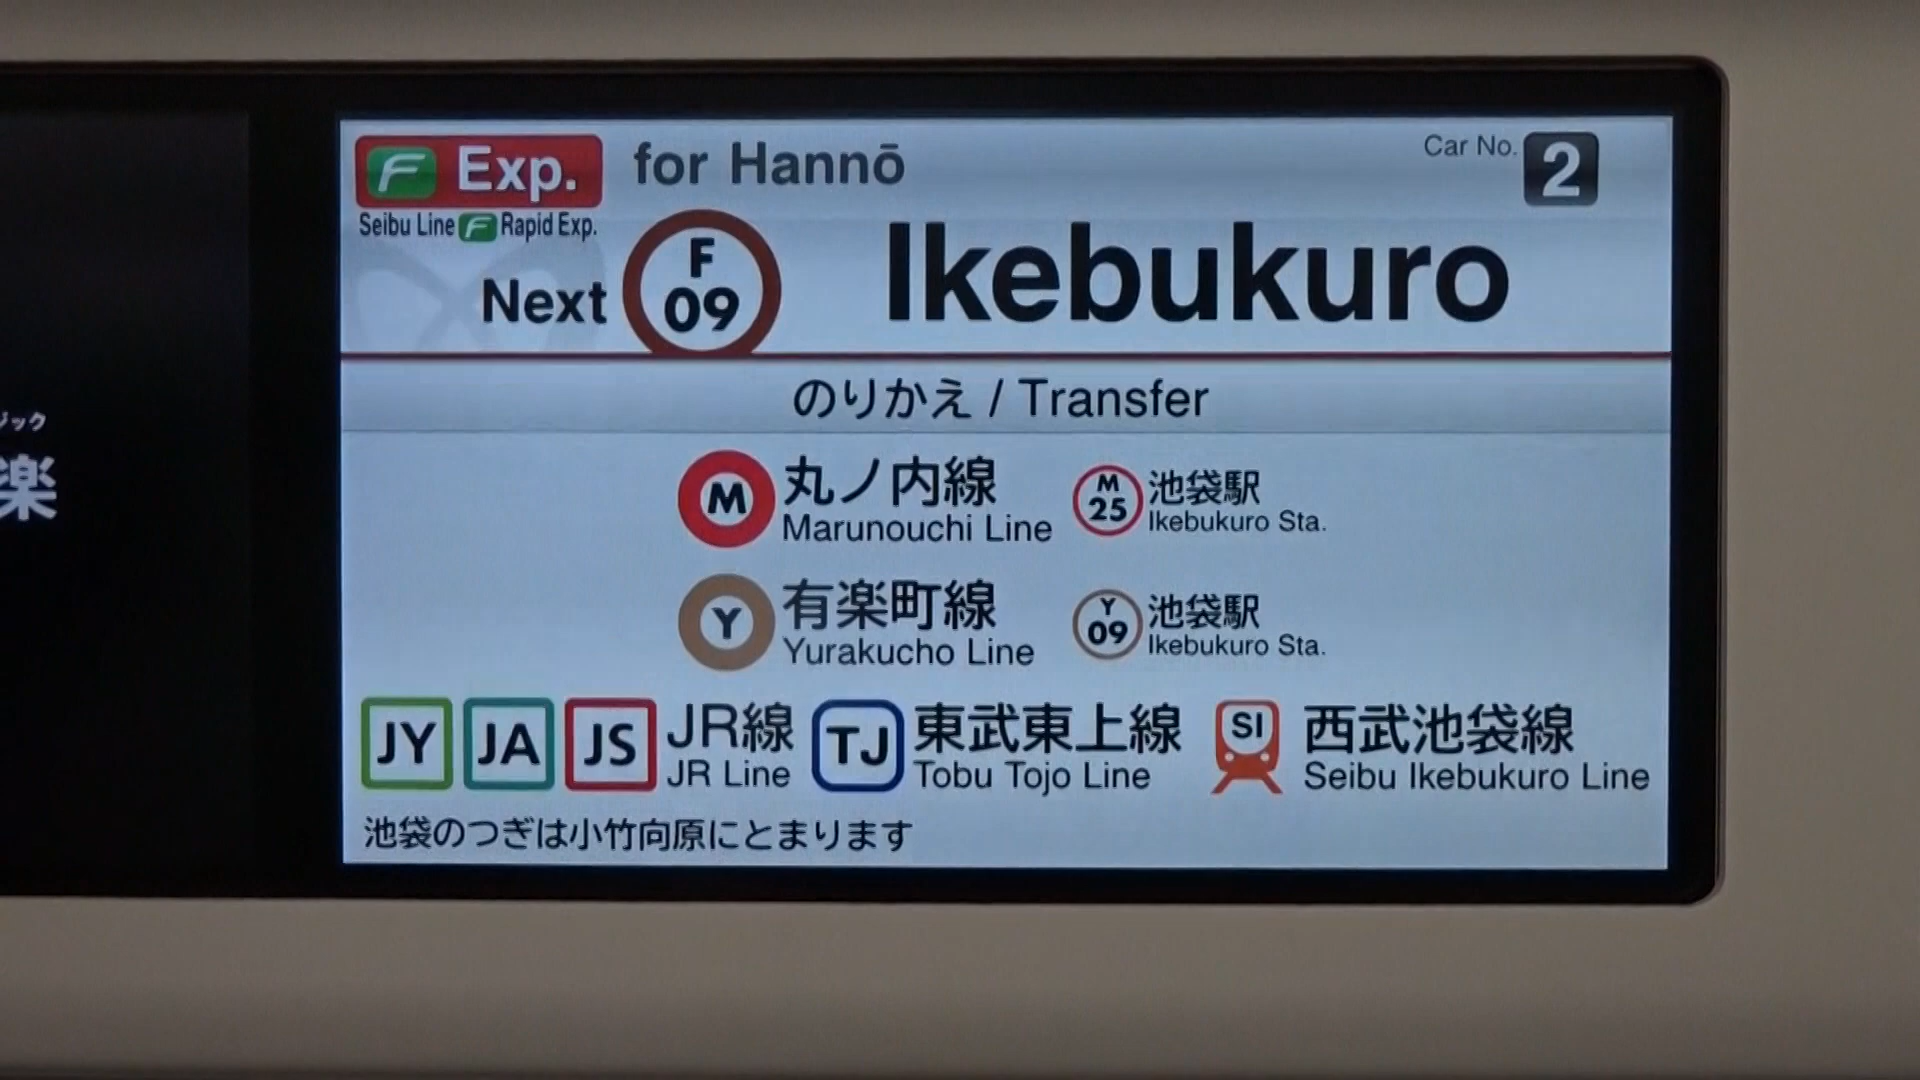 F Exp. for Hannō Car No. 2
Seibu Line F Rapid Exp.
Next F 09 Ikebukuro
のりかえ / Transfer
ジック
楽
M 丸ノ内線 M 25 池袋駅
Marunouchi Line Ikebukuro Sta.
Y 有楽町線 Y 09 池袋駅
Yurakucho Line Ikebukuro Sta.
JY JA JS JR線 TJ 東武東上線 SI 西武池袋線
JR Line Tobu Tojo Line Seibu Ikebukuro Line
池袋のつぎは小竹向原にとまります